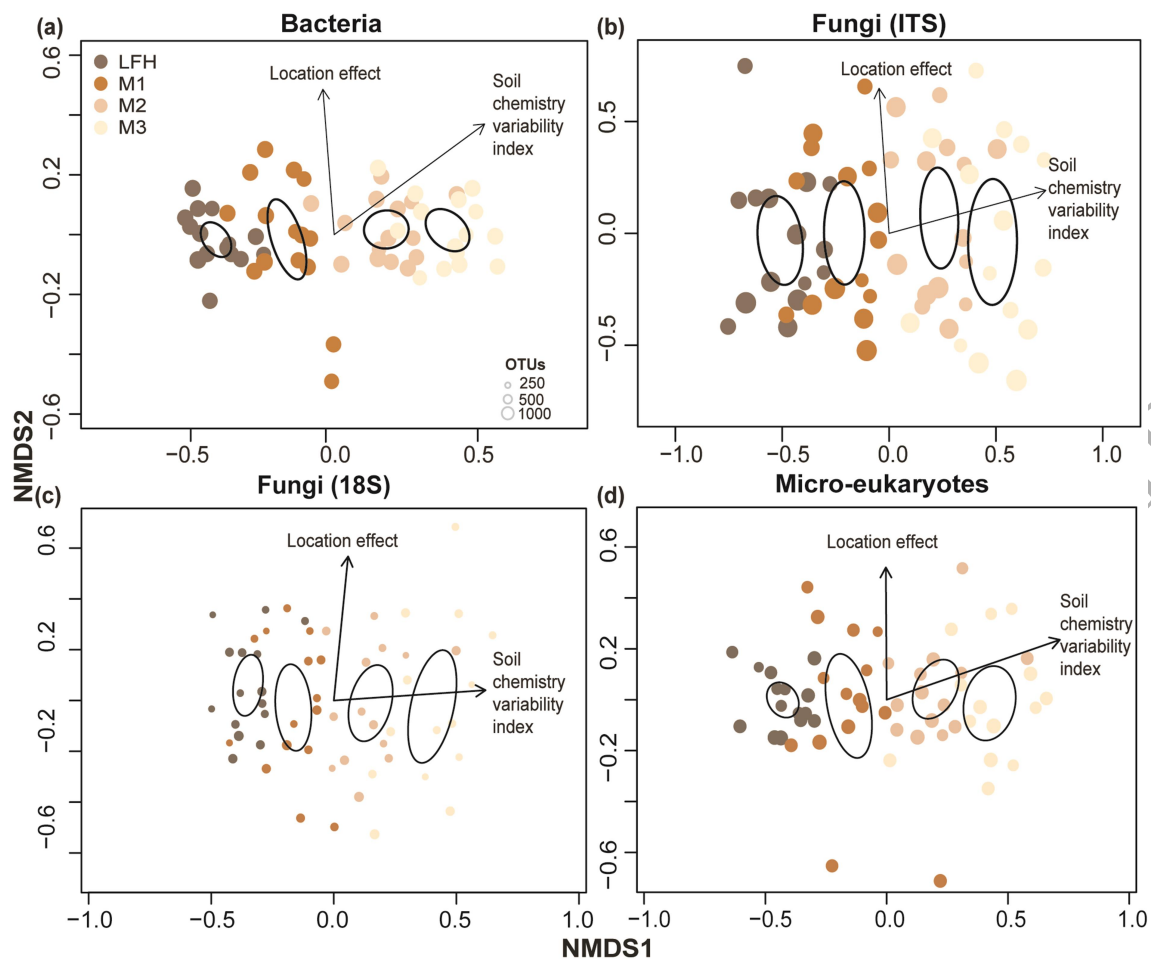 (a)
Bacteria
0.6
0.2
−0.2
−0.6
LFH
M1
M2
M3
Location effect
Soil
chemistry
variability
index
OTUs
250
500
1000
−0.5
0.0
0.5
(b)
Fungi (ITS)
0.5
0.0
−0.5
Location effect
Soil
chemistry
variability
index
−1.0
−0.5
0.0
0.5
1.0
NMDS2
(c)
Fungi (18S)
0.6
0.2
−0.2
−0.6
Location effect
Soil
chemistry
variability
index
−1.0
−0.5
0.0
0.5
1.0
(d)
Micro-eukaryotes
0.6
0.2
−0.2
−0.6
Location effect
Soil
chemistry
variability
index
−1.0
−0.5
0.0
0.5
1.0
NMDS1